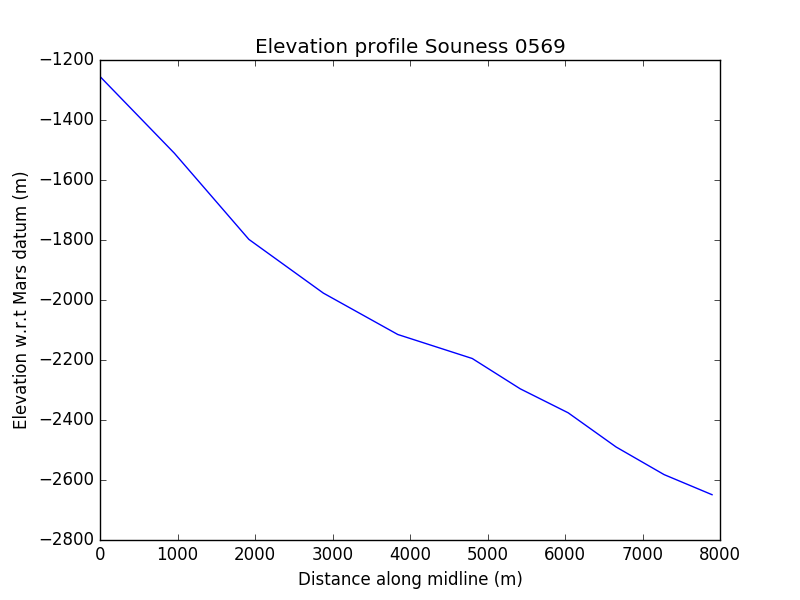 Elevation profile Souness 0569
−1200
−1400
−1600
−1800
−2000
−2200
−2400
−2600
−2800
Elevation w.r.t Mars datum (m)
0 1000 2000 3000 4000 5000 6000 7000 8000
Distance along midline (m)